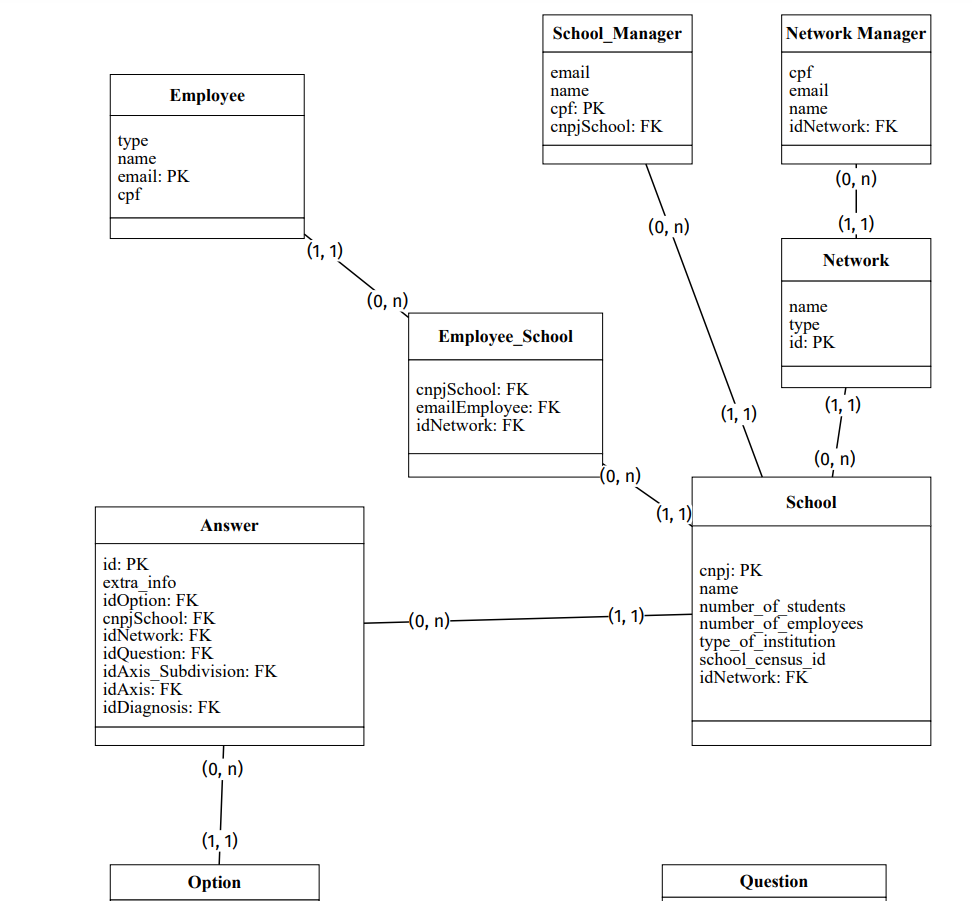 School_Manager
email
name
cpf: PK
cnpjSchool: FK
(0, n)
(1, 1)
Network Manager
cpf
email
name
idNetwork: FK
(0, n)
(1, 1)
Employee
type
name
email: PK
cpf
(1, 1)
(0, n)
Network
name
type
id: PK
(1, 1)
(0, n)
Employee_School
cnpjSchool: FK
emailEmployee: FK
idNetwork: FK
(0, n)
(1, 1)
School
cnpj: PK
name
number_of_students
number_of_employees
type_of_institution
school_census_id
idNetwork: FK
Answer
id: PK
extra_info
idOption: FK
cnpjSchool: FK
idNetwork: FK
idQuestion: FK
idAxis_Subdivision: FK
idAxis: FK
idDiagnosis: FK
(0, n)
(1, 1)
(0, n)
(1, 1)
Option
Question